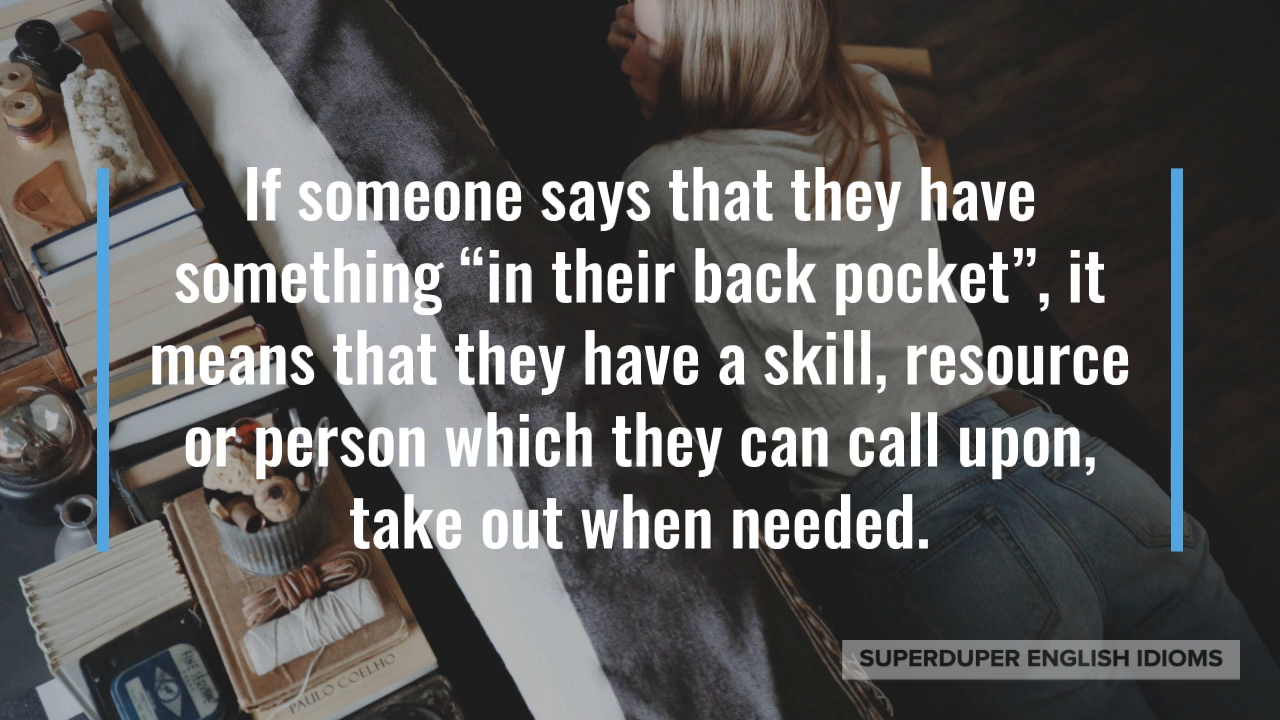 If someone says that they have
something “in their back pocket”, it
means that they have a skill, resource
or person which they can call upon,
take out when needed.
PAULO COELHO
SUPERDUPER ENGLISH IDIOMS